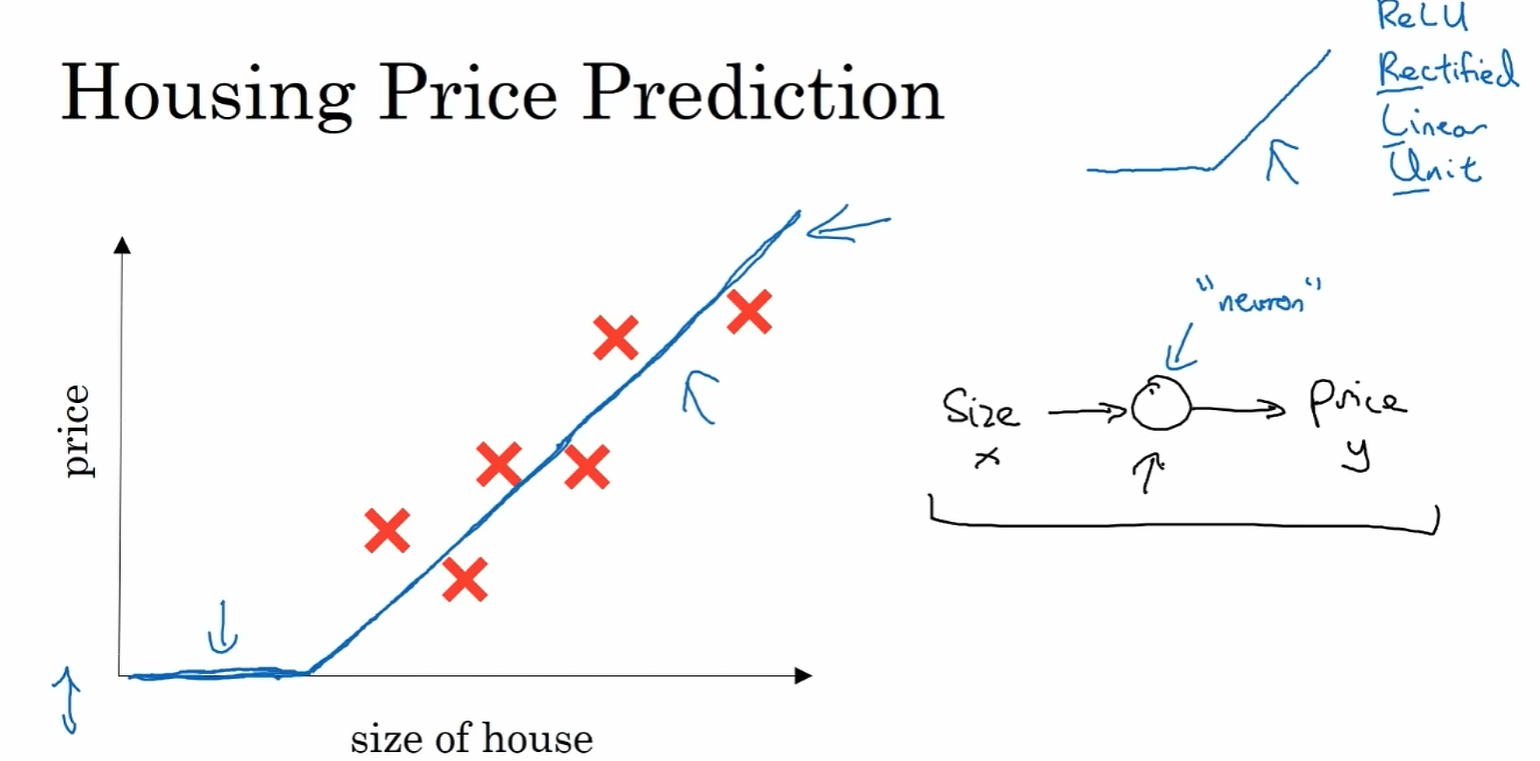 Housing Price Prediction
ReLU
Rectified
Linear
Unit
price
size of house
"neuron"
Size
Price
x
y